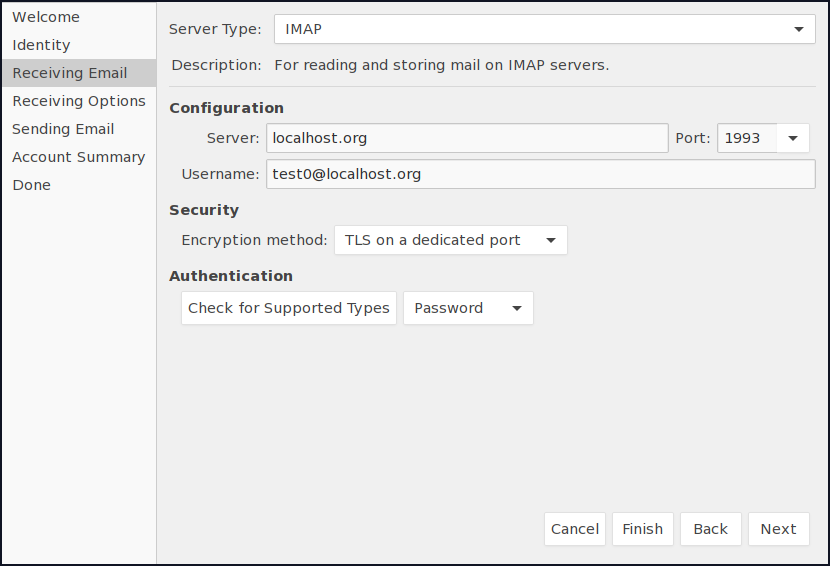 Welcome
Identity
Receiving Email
Receiving Options
Sending Email
Account Summary
Done
Server Type: IMAP
Description: For reading and storing mail on IMAP servers.
Configuration
Server: localhost.org Port: 1993
Username: test0@localhost.org
Security
Encryption method: TLS on a dedicated port
Authentication
Check for Supported Types Password
Cancel Finish Back Next